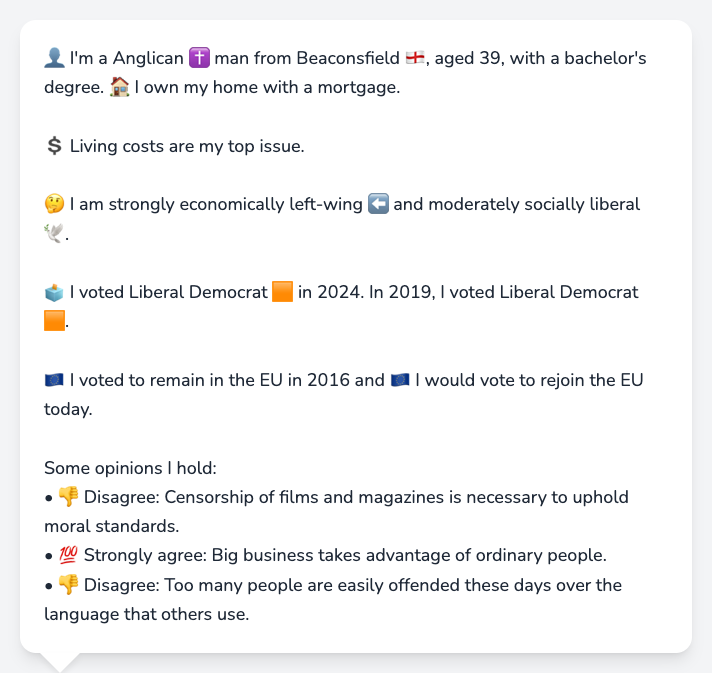 👤 I'm a Anglican ✝️ man from Beaconsfield 🏴󠁧󠁢󠁥󠁮󠁧󠁿, aged 39, with a bachelor's
degree. 🏠 I own my home with a mortgage.
💲 Living costs are my top issue.
🤔 I am strongly economically left-wing ⬅️ and moderately socially liberal
🕊️.
🗳️ I voted Liberal Democrat 🟧 in 2024. In 2019, I voted Liberal Democrat
🟧.
🇪🇺 I voted to remain in the EU in 2016 and 🇪🇺 I would vote to rejoin the EU
today.
Some opinions I hold:
• 👎 Disagree: Censorship of films and magazines is necessary to uphold
moral standards.
• 💯 Strongly agree: Big business takes advantage of ordinary people.
• 👎 Disagree: Too many people are easily offended these days over the
language that others use.